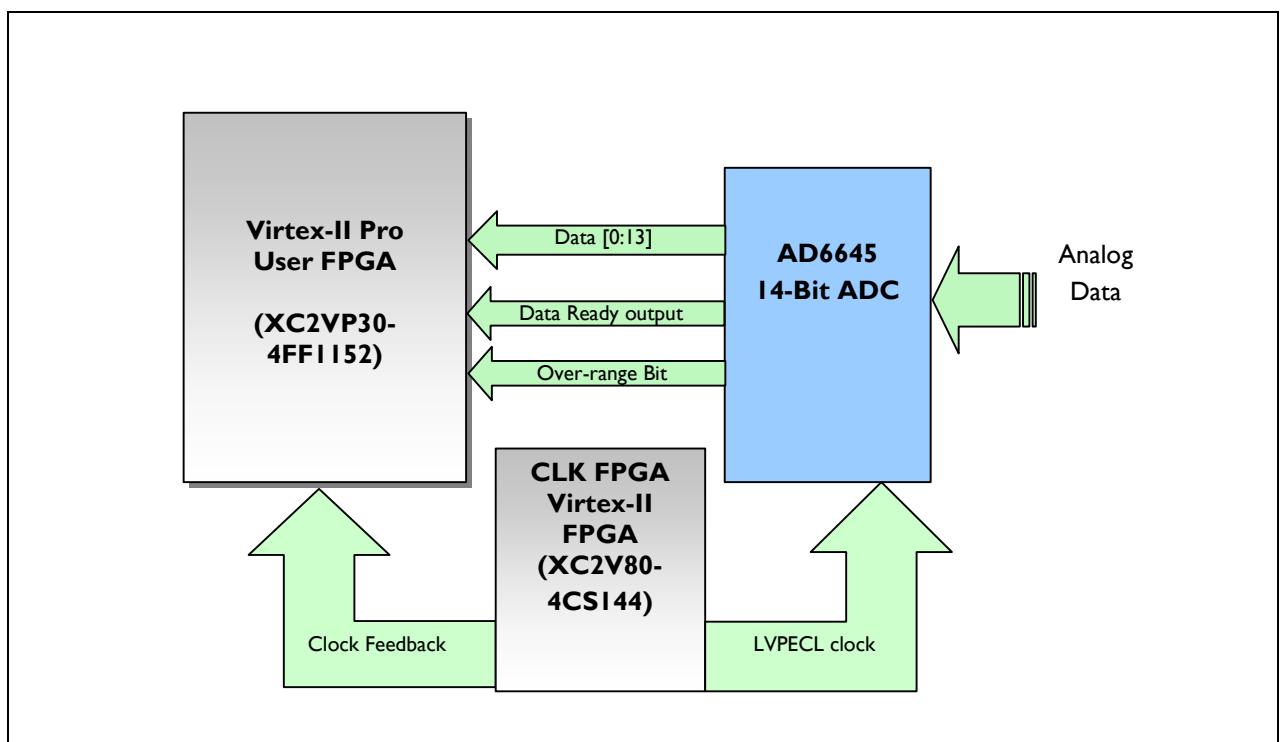 Virtex-II Pro
User FPGA
(XC2VP30-
4FF1152)
Data [0:13]
Data Ready output
Over-range Bit
AD6645
14-Bit ADC
Analog
Data
CLK FPGA
Virtex-II
FPGA
(XC2V80-
4CS144)
Clock Feedback
LVPECL clock